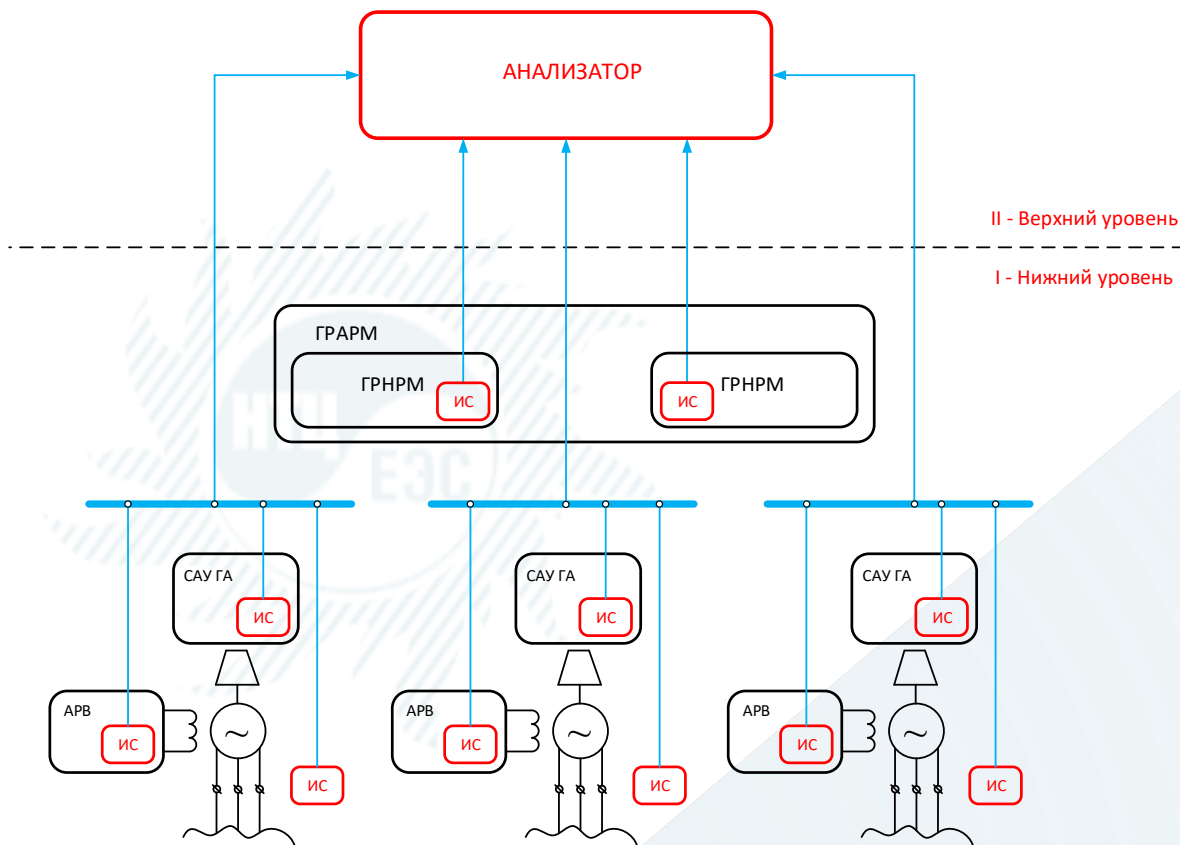 АНАЛИЗАТОР
II - Верхний уровень
I - Нижний уровень
ГРАРМ
ГРНРМ
ИС
ИС
ГРНРМ
НТЦ
ЕЭС
САУ ГА
ИС
САУ ГА
ИС
САУ ГА
ИС
АРВ
ИС
~
ИС
АРВ
ИС
~
ИС
АРВ
ИС
~
ИС